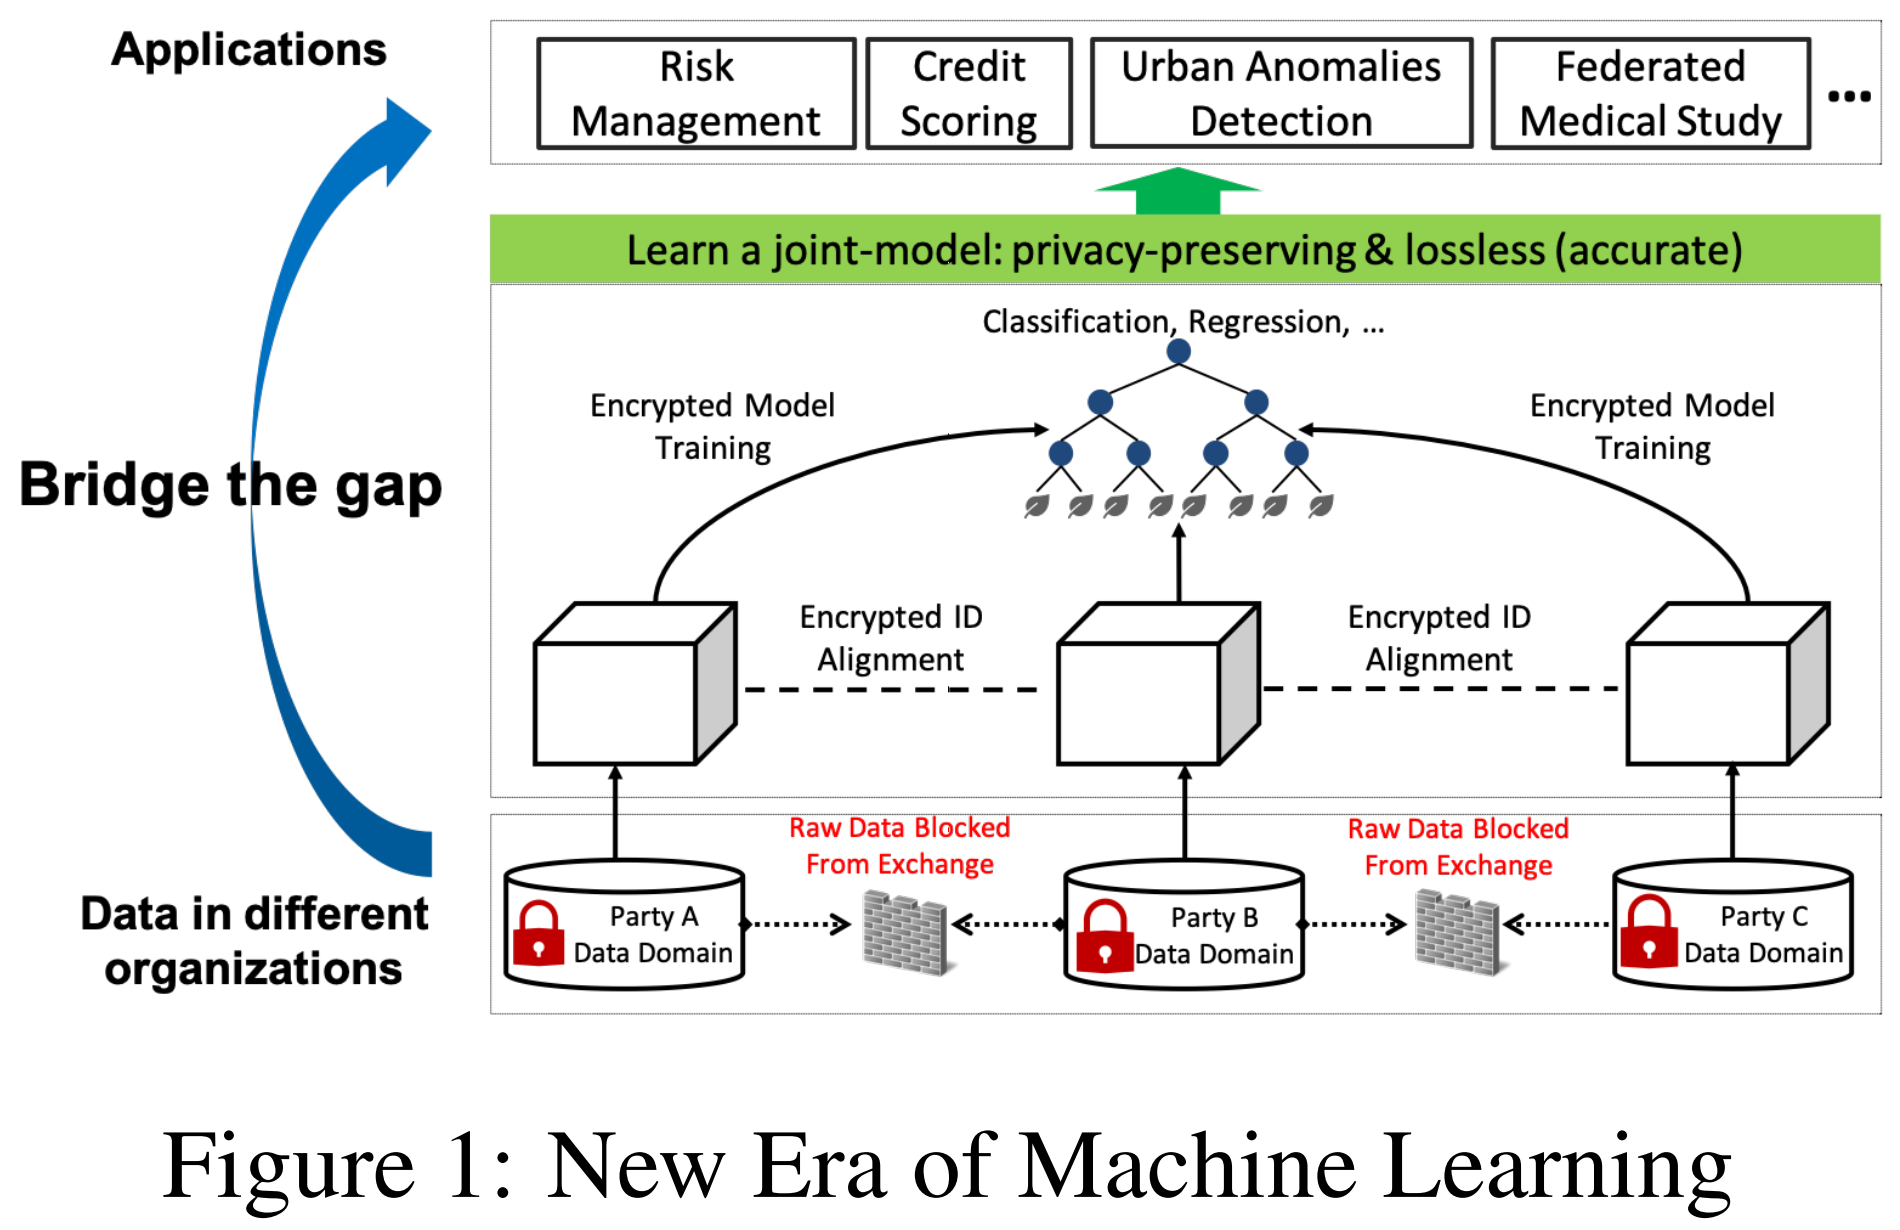 Applications
Risk
Management
Credit
Scoring
Urban Anomalies
Detection
Federated
Medical Study
...
Learn a joint-model: privacy-preserving & lossless (accurate)
Classification, Regression, ...
Encrypted Model
Training
Encrypted Model
Training
Bridge the gap
Encrypted ID
Alignment
Encrypted ID
Alignment
Raw Data Blocked
From Exchange
Raw Data Blocked
From Exchange
Data in different
organizations
Party A
Data Domain
Party B
Data Domain
Party C
Data Domain
Figure 1: New Era of Machine Learning